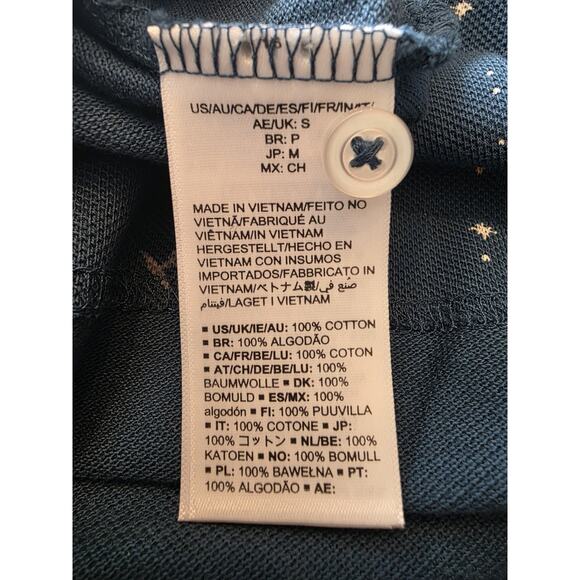 US/AU/CA/DE/ES/FI/FR/IN/IT/
AE/UK: S
BR: P
JP: M
MX: CH
MADE IN VIETNAM/FEITO NO
VIETNÃ/FABRIQUÉ AU
VIÊTNAM/IN VIETNAM
HERGESTELLT/HECHO EN
VIETNAM CON INSUMOS
IMPORTADOS/FABBRICATO IN
VIETNAM/ベトナム製/صنع في
فيتنام/LAGET I VIETNAM
▪ US/UK/IE/AU: 100% COTTON
▪ BR: 100% ALGODÃO
▪ CA/FR/BE/LU: 100% COTON
▪ AT/CH/DE/BE/LU: 100%
BAUMWOLLE ▪ DK: 100%
BOMULD ▪ ES/MX: 100%
algodón ▪ FI: 100% PUUVILLA
▪ IT: 100% COTONE ▪ JP:
100% コットン ▪ NL/BE: 100%
KATOEN ▪ NO: 100% BOMULL
▪ PL: 100% BAWEŁNA ▪ PT:
100% ALGODÃO ▪ AE: